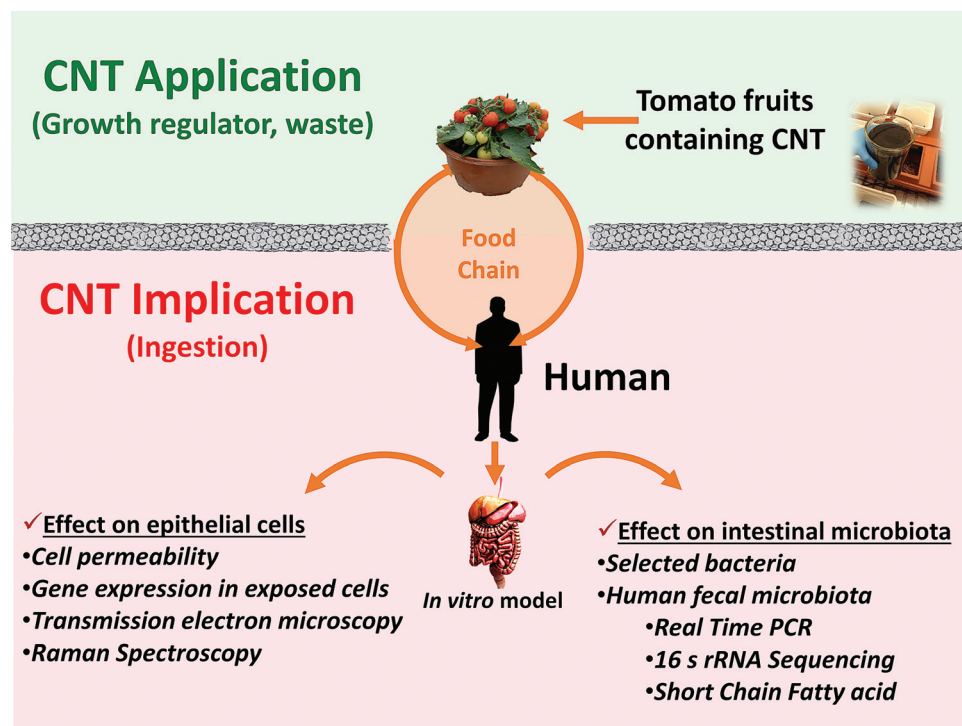 CNT Application
(Growth regulator, waste)
Tomato fruits
containing CNT
Food
Chain
CNT Implication
(Ingestion)
Human
✓Effect on epithelial cells
•Cell permeability
•Gene expression in exposed cells
•Transmission electron microscopy
•Raman Spectroscopy
In vitro model
✓Effect on intestinal microbiota
•Selected bacteria
•Human fecal microbiota
•Real Time PCR
•16 s rRNA Sequencing
•Short Chain Fatty acid